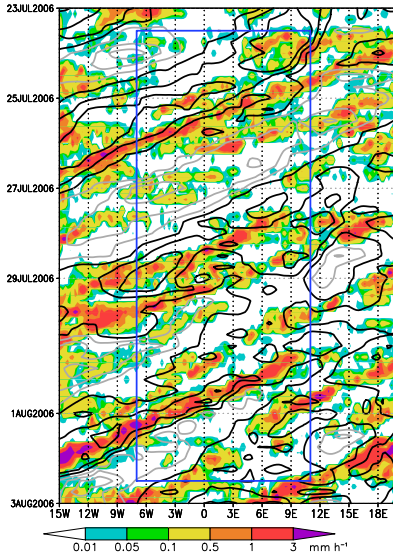 23JUL2006
25JUL2006
27JUL2006
29JUL2006
1AUG2006
3AUG2006
15W 12W 9W 6W 3W 0 3E 6E 9E 12E 15E 18E
0.01 0.05 0.1 0.5 1 3 mm h⁻¹